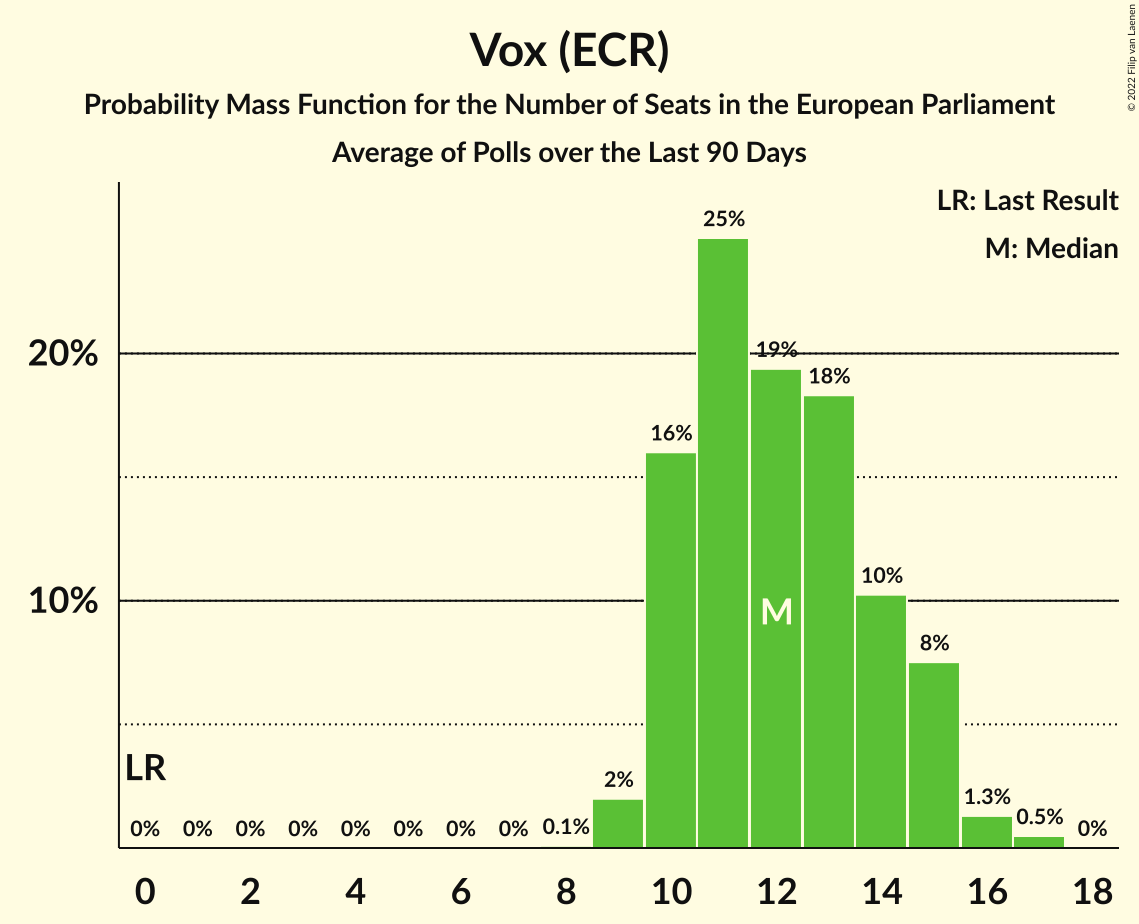 Vox (ECR)
Probability Mass Function for the Number of Seats in the European Parliament
Average of Polls over the Last 90 Days
© 2022 Filip van Laenen
LR: Last Result
M: Median
25%
20%
19%
18%
16%
10%
10%
M
8%
LR
2%
1.3%
0.5%
0% 0% 0% 0% 0% 0% 0% 0% 0.1% 0%
0 2 4 6 8 10 12 14 16 18